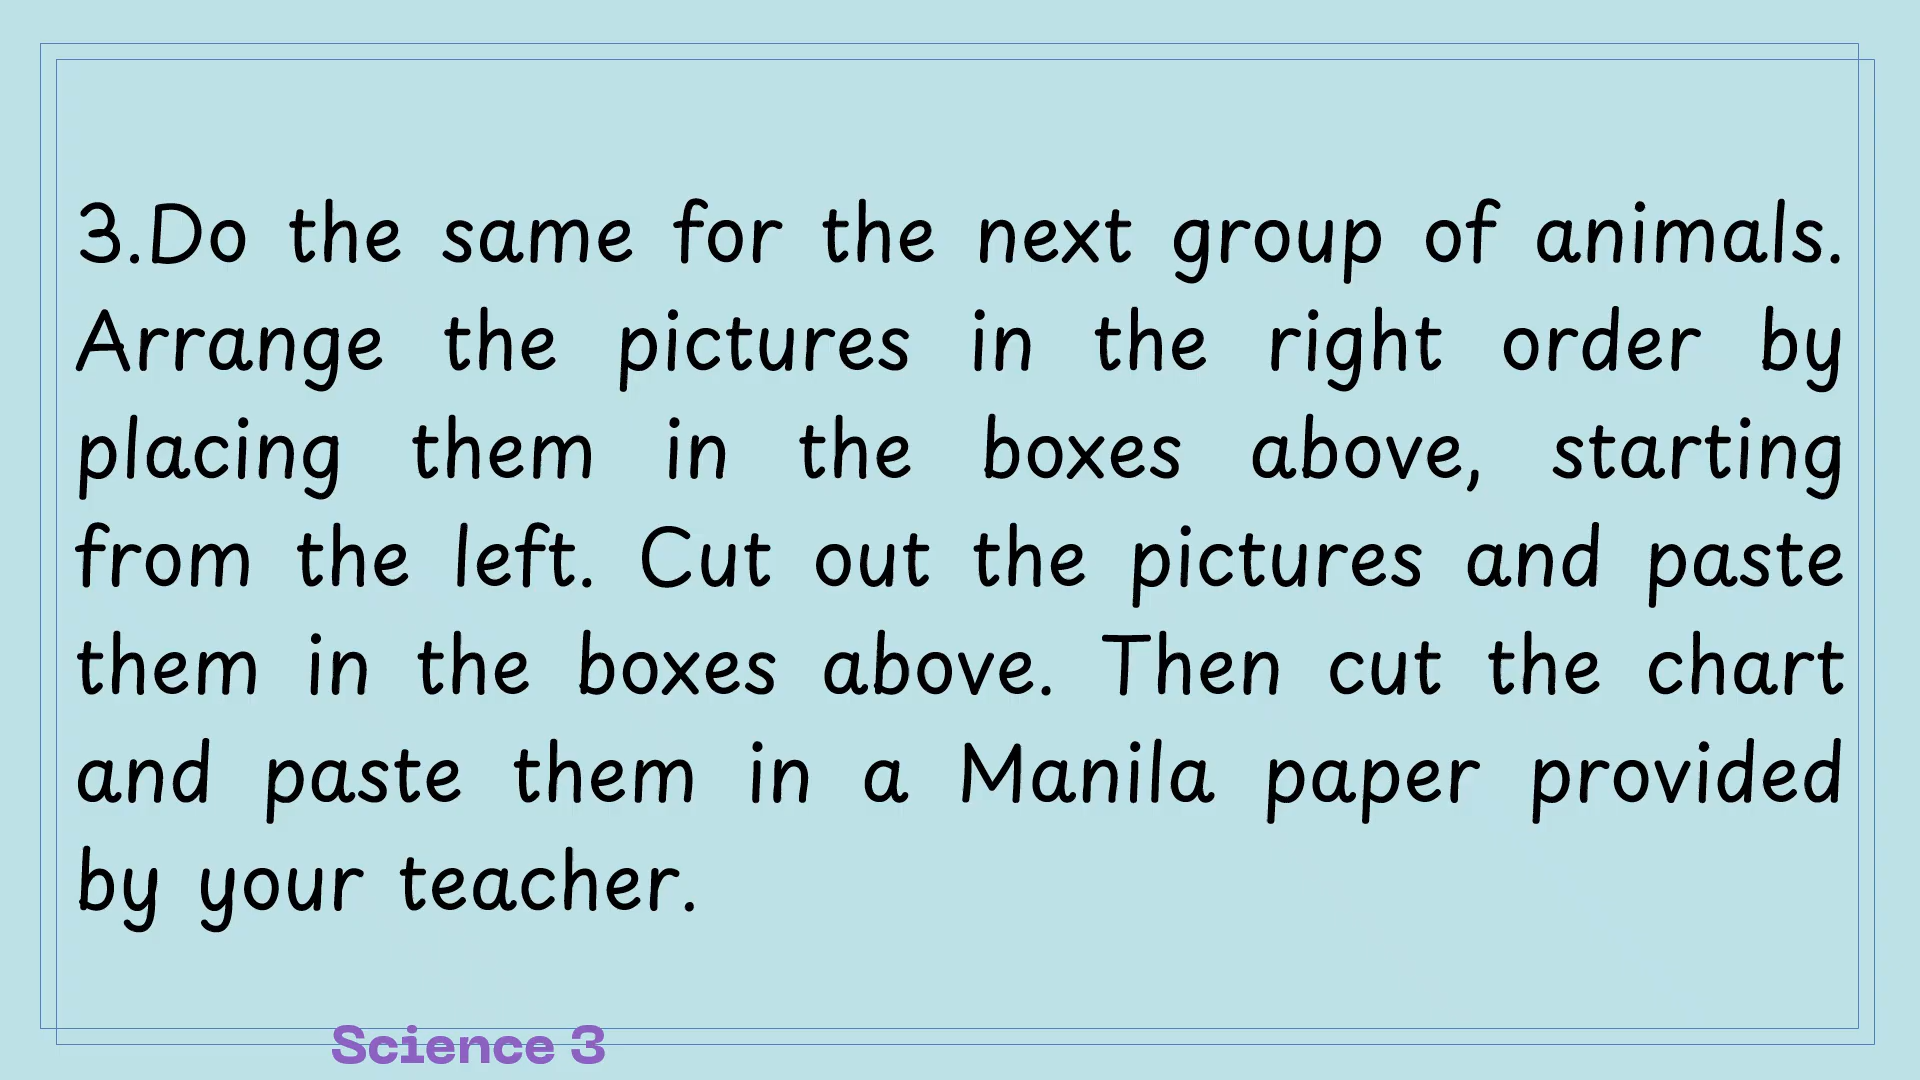 3.Do the same for the next group of animals.
Arrange the pictures in the right order by
placing them in the boxes above, starting
from the left. Cut out the pictures and paste
them in the boxes above. Then cut the chart
and paste them in a Manila paper provided
by your teacher.
Science 3